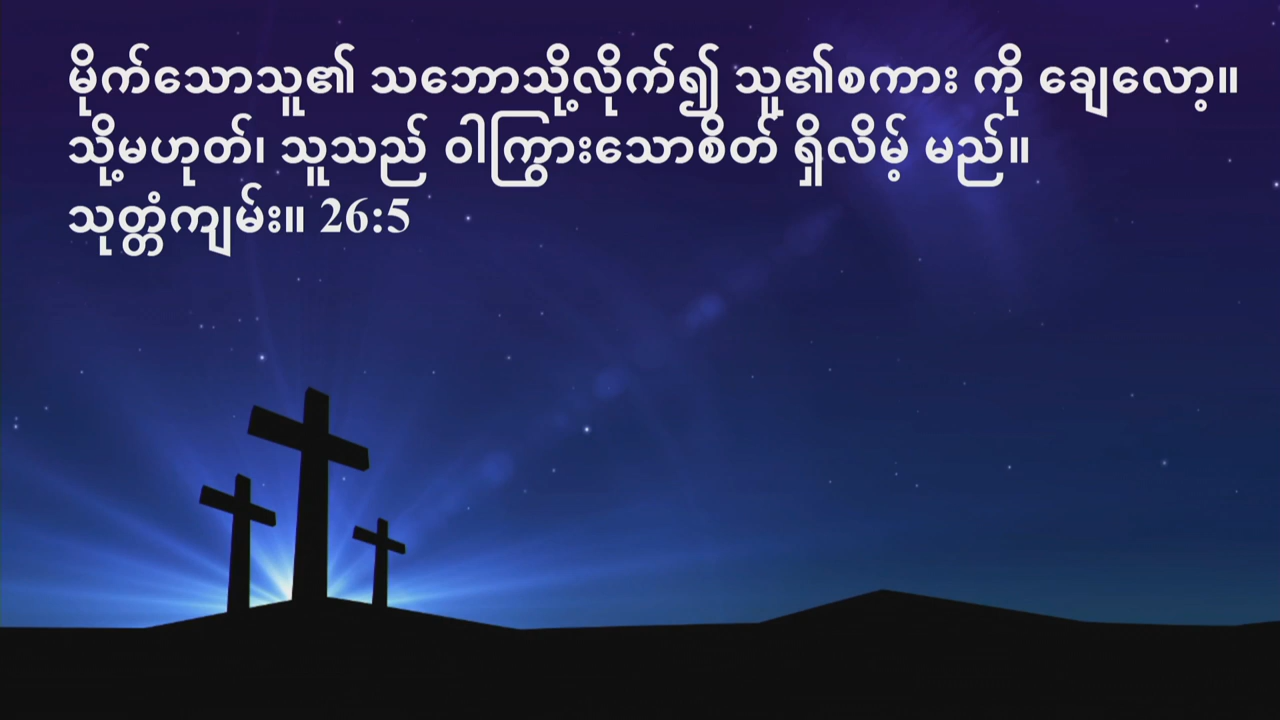 မိုက်သောသူ၏ သဘောသို့လိုက်၍ သူ၏စကား ကို ချေလော့။
သို့မဟုတ်၊ သူသည် ဝါကြွားသောစိတ် ရှိလိမ့် မည်။
သုတ္တံကျမ်း။ 26:5